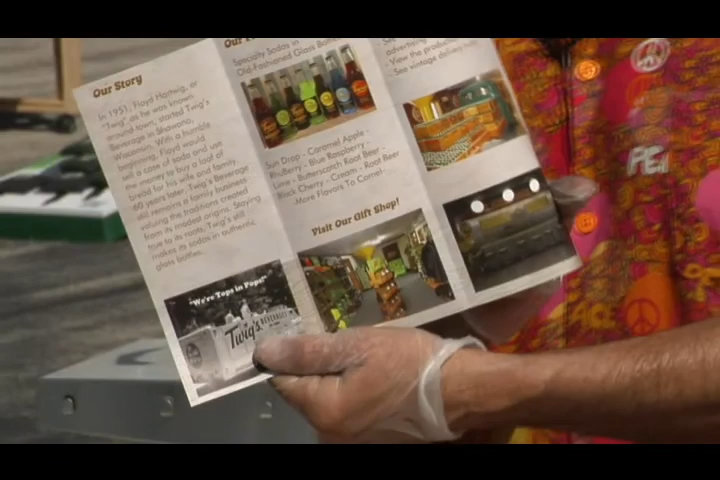 Our Story
In 1951, Floyd Hartwig, or
"Twig", as he was known
around town, started Twig's
Beverage in Shawano,
Wisconsin. With a humble
beginning, Floyd would
sell a case of soda and use
the money to buy a loaf of
bread for his wife and family.
60 years later, Twig's Beverage
still remains a family business
valuing the traditions created
from its modest origins. Staying
true to its roots, Twig's still
makes its sodas in authentic
glass bottles.
"We're Tops in Pops!"
Twig's BEVERAGES
Our
Specialty Sodas in
Old-Fashioned Glass Bottles
Sun Drop - Caramel Apple -
RhuBerry - Blue Raspberry -
Lime - Butterscotch Root Beer -
Black Cherry - Cream - Root Beer
- More Flavors To Come! -
Visit Our Gift Shop!
advertising
- View the production
- See vintage delivery
PEA